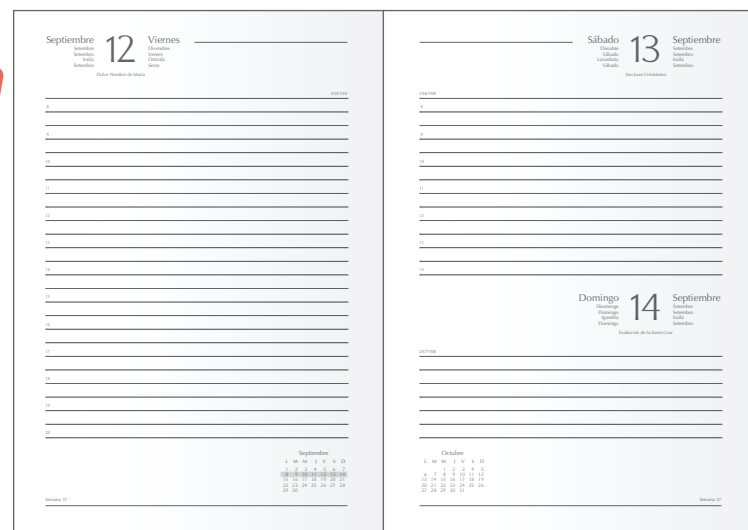 Septiembre 12 Viernes
Setembre Divendres
Setembro Venres
Iraila Ostirala
Setembro Sexta
Dulce Nombre de María
255/110
8
9
10
11
12
13
14
15
16
17
18
19
20
Septiembre
L M M J V S D
1 2 3 4 5 6 7
8 9 10 11 12 13 14
15 16 17 18 19 20 21
22 23 24 25 26 27 28
29 30
Semana 37
Sábado 13 Septiembre
Dissabte Setembre
Sábado Setembro
Larunbata Iraila
Sábado Setembro
San Juan Crisóstomo
256/109
8
9
10
11
12
13
14
Domingo 14 Septiembre
Diumenge Setembre
Domingo Setembro
Igandea Iraila
Domingo Setembro
Exaltación de la Santa Cruz
257/108
Octubre
L M M J V S D
1 2 3 4 5
6 7 8 9 10 11 12
13 14 15 16 17 18 19
20 21 22 23 24 25 26
27 28 29 30 31
Semana 37